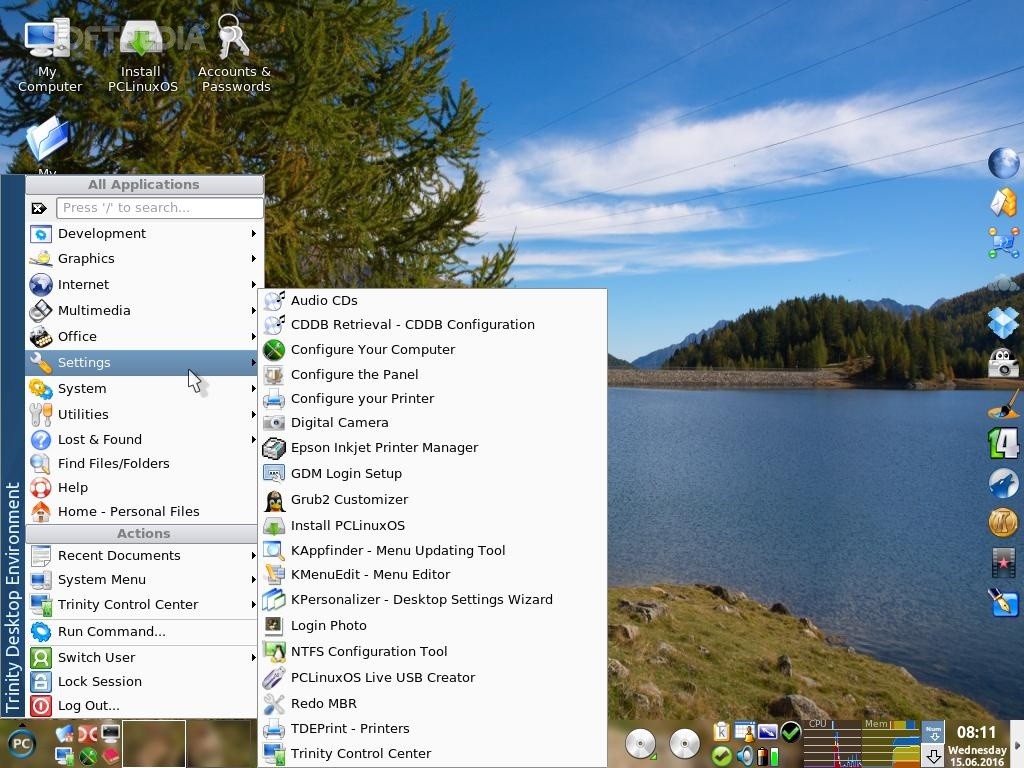 SOFTPEDIA
My
Computer
Install
PCLinuxOS
Accounts &
Passwords
My
All Applications
Press '/' to search...
Development
Graphics
Internet
Multimedia
Office
Settings
System
Utilities
Lost & Found
Find Files/Folders
Help
Home - Personal Files
Actions
Recent Documents
System Menu
Trinity Control Center
Run Command...
Switch User
Lock Session
Log Out...
Trinity Desktop Environment
Audio CDs
CDDB Retrieval - CDDB Configuration
Configure Your Computer
Configure the Panel
Configure your Printer
Digital Camera
Epson Inkjet Printer Manager
GDM Login Setup
Grub2 Customizer
Install PCLinuxOS
KAppfinder - Menu Updating Tool
KMenuEdit - Menu Editor
KPersonalizer - Desktop Settings Wizard
Login Photo
NTFS Configuration Tool
PCLinuxOS Live USB Creator
Redo MBR
TDEPrint - Printers
Trinity Control Center
14
K
PC
k
CPU
Mem
Num
08:11
Wednesday
15.06.2016